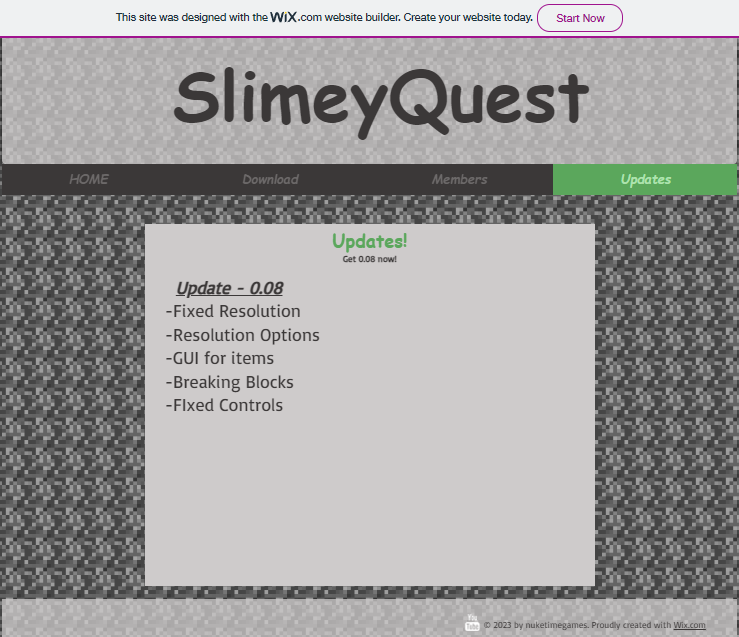 This site was designed with the WiX.com website builder. Create your website today. Start Now
SlimeyQuest
HOME Download Members Updates
Updates!
Get 0.08 now!
Update - 0.08
-Fixed Resolution
-Resolution Options
-GUI for items
-Breaking Blocks
-FIxed Controls
You Tube © 2023 by nuketimegames. Proudly created with Wix.com